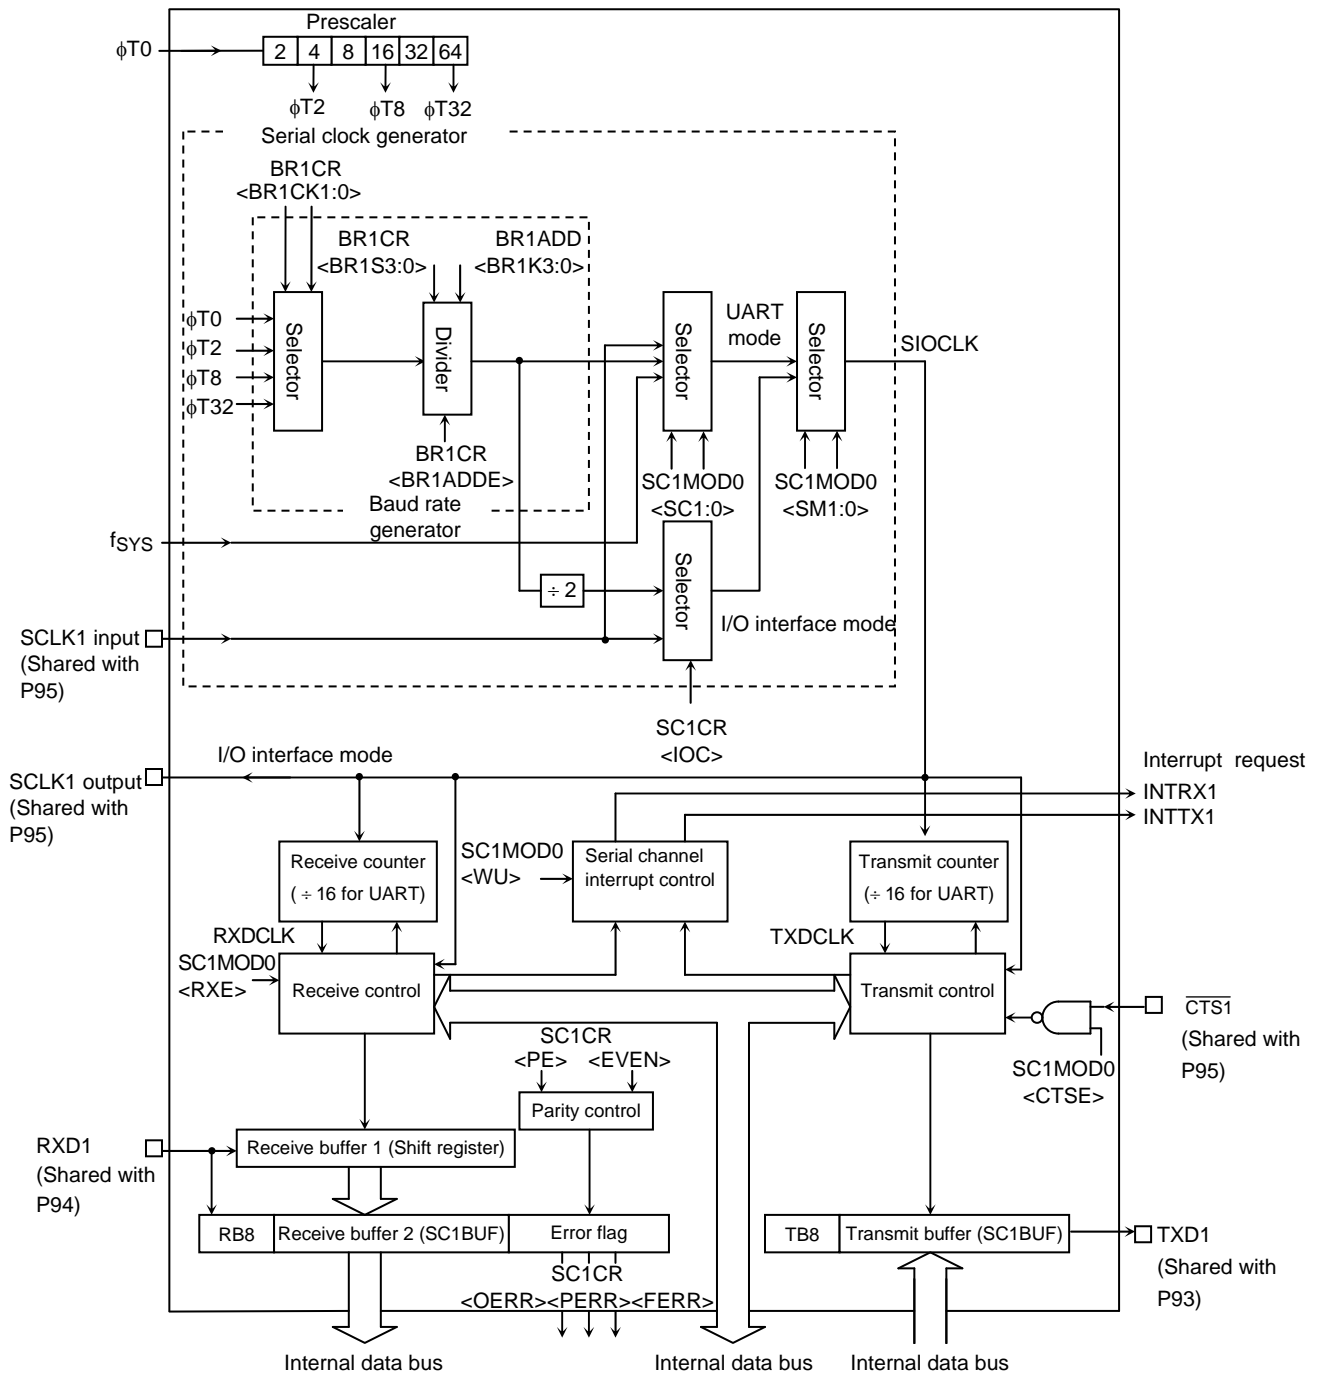 Prescaler
ϕT0
2 4 8 16 32 64
ϕT2 ϕT8 ϕT32
Serial clock generator
BR1CR
<BR1CK1:0>
BR1CR
<BR1S3:0>
BR1ADD
<BR1K3:0>
ϕT0
ϕT2
ϕT8
ϕT32
Selector
Divider
BR1CR
<BR1ADDE>
Baud rate
generator
Selector
UART
mode
Selector
SIOCLK
SC1MOD0
<SC1:0>
SC1MOD0
<SM1:0>
fSYS
÷ 2
Selector
I/O interface mode
SCLK1 input
(Shared with
P95)
SC1CR
<IOC>
I/O interface mode
SCLK1 output
(Shared with
P95)
Interrupt request
INTRX1
INTTX1
Receive counter
( ÷ 16 for UART)
SC1MOD0
<WU>
Serial channel
interrupt control
Transmit counter
(÷ 16 for UART)
RXDCLK
TXDCLK
SC1MOD0
<RXE>
Receive control
Transmit control
CTS1
(Shared with
P95)
SC1MOD0
<CTSE>
SC1CR
<PE> <EVEN>
Parity control
RXD1
(Shared with
P94)
Receive buffer 1 (Shift register)
RB8
Receive buffer 2 (SC1BUF)
Error flag
TB8
Transmit buffer (SC1BUF)
TXD1
(Shared with
P93)
SC1CR
<OERR><PERR><FERR>
Internal data bus
Internal data bus
Internal data bus